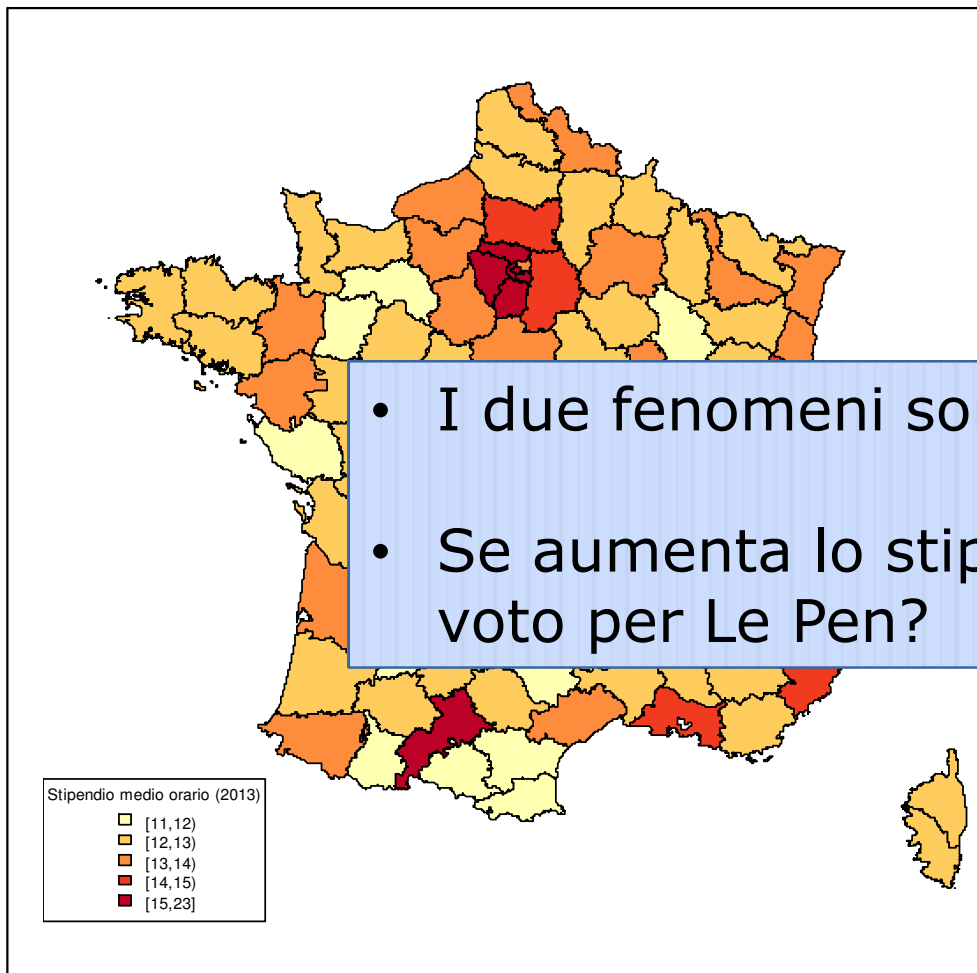 • I due fenomeni so
• Se aumenta lo stip
voto per Le Pen?
Stipendio medio orario (2013)
[11,12)
[12,13)
[13,14)
[14,15)
[15,23]